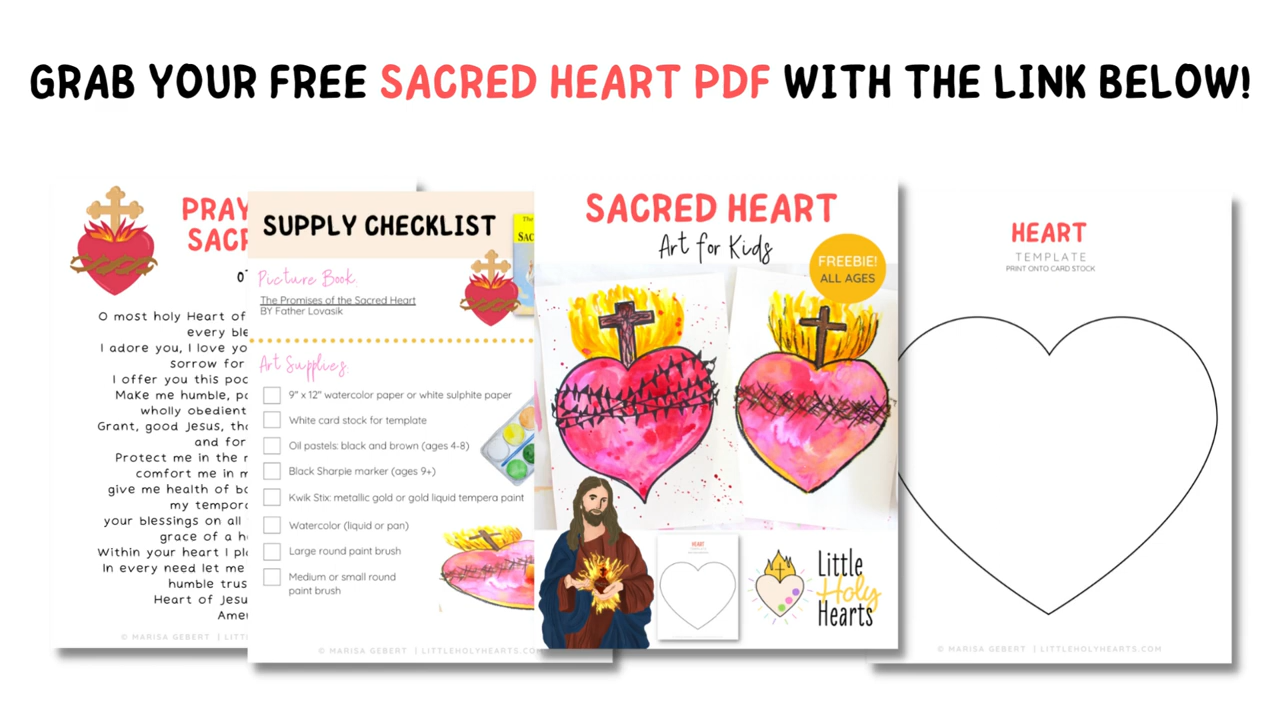 GRAB YOUR FREE SACRED HEART PDF WITH THE LINK BELOW!
PRAY
SAC
O most holy Heart of
every ble
I adore you, I love yo
sorrow for
I offer you this poo
Make me humble, pa
wholly obedient
Grant, good Jesus, tha
and for
Protect me in the
comfort me in m
give me health of bo
my tempora
your blessings on all
grace of a h
Within your heart I pla
In every need let me
humble trus
Heart of Jesu
Ame
© MARISA GEBERT | LITTL
SUPPLY CHECKLIST
Picture Book:
The Promises of the Sacred Heart
BY Father Lovasik
Art Supplies:
9" x 12" watercolor paper or white sulphite paper
White card stock for template
Oil pastels: black and brown (ages 4-8)
Black Sharpie marker (ages 9+)
Kwik Stix: metallic gold or gold liquid tempera paint
Watercolor (liquid or pan)
Large round paint brush
Medium or small round
paint brush
© MARISA GEBERT | LITTLEHOLYHEARTS.CO
SACRED HEART
Art for Kids
FREEBIE!
ALL AGES
HEART
Little
Holy
Hearts
HEART
TEMPLATE
PRINT ONTO CARD STOCK
© MARISA GEBERT | LITTLEHOLYHEARTS.COM